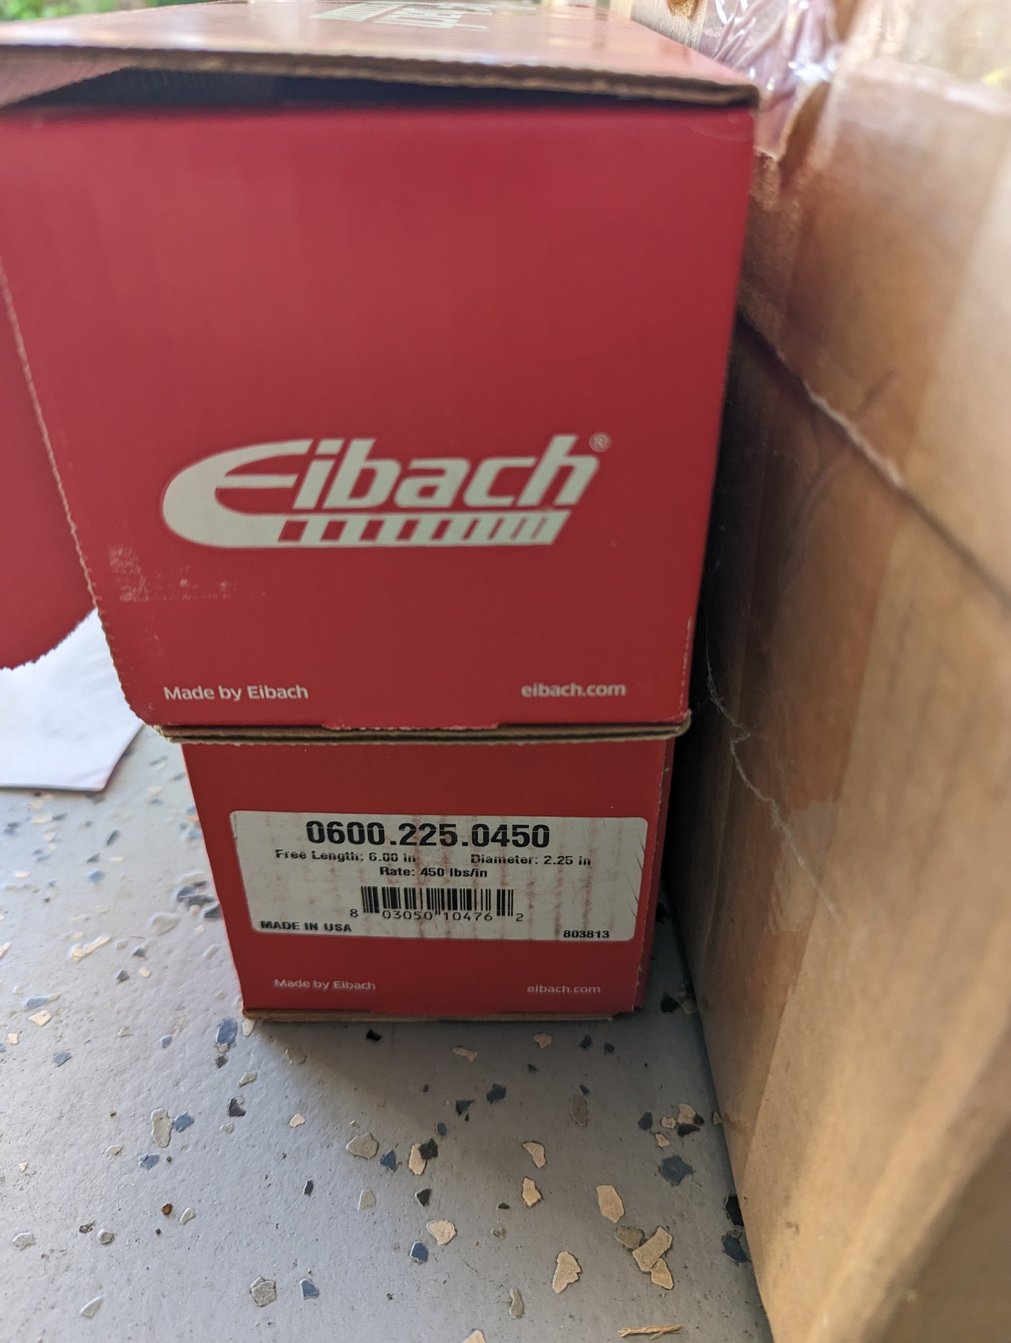 Eibach®
Made by Eibach eibach.com
0600.225.0450
Free Length: 6.00 in Diameter: 2.25 in
Rate: 450 lbs/in
8 03050 10476 2
MADE IN USA 803813
Made by Eibach eibach.com